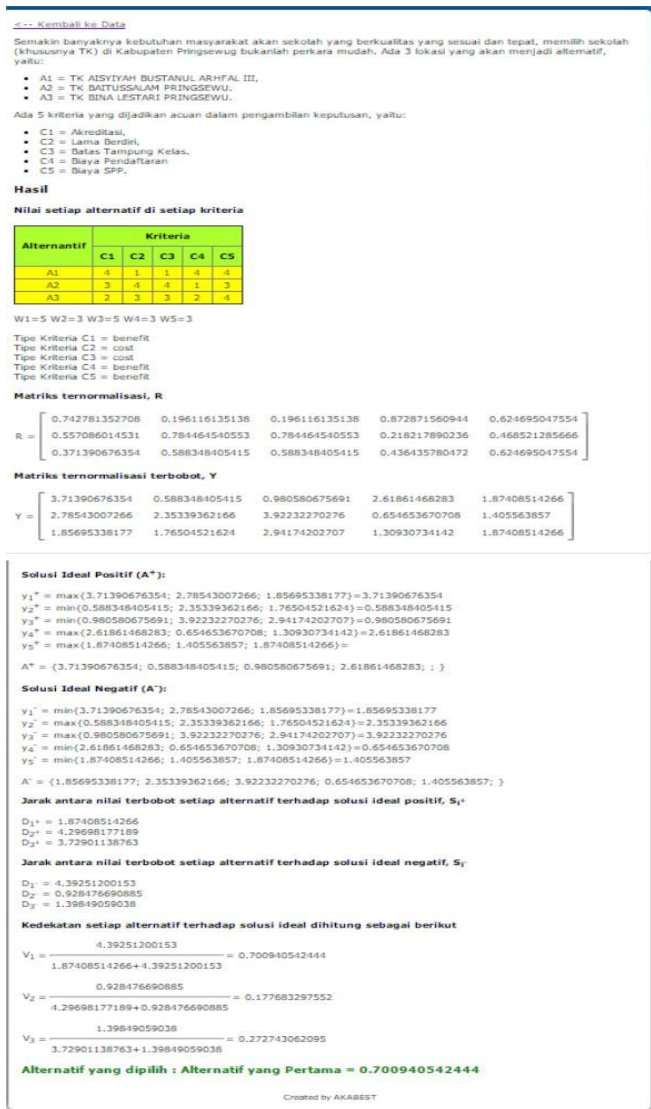 <-- Kembali ke Data
Semakin banyaknya kebutuhan masyarakat akan sekolah yang berkualitas yang sesuai dan tepat, memilih sekolah
(khususnya TK) di Kabupaten Pringsewug bukanlah perkara mudah. Ada 3 lokasi yang akan menjadi alternatif,
yaitu:
• A1 = TK AISYIYAH BUSTANUL ARHFAL III,
• A2 = TK BAITUSSALAM PRINGSEWU.
• A3 = TK BINA LESTARI PRINGSEWU.
Ada 5 kriteria yang dijadikan acuan dalam pengambilan keputusan, yaitu:
• C1 = Akreditasi,
• C2 = Lama Berdiri,
• C3 = Batas Tampung Kelas.
• C4 = Biaya Pendaftaran
• C5 = Biaya SPP.
Hasil
Nilai setiap alternatif di setiap kriteria
Alternantif Kriteria
C1 C2 C3 C4 C5
A1 4 1 1 4 4
A2 3 4 4 1 3
A3 2 3 3 2 4
W1=5 W2=3 W3=5 W4=3 W5=3
Tipe Kriteria C1 = benefit
Tipe Kriteria C2 = cost
Tipe Kriteria C3 = cost
Tipe Kriteria C4 = benefit
Tipe Kriteria C5 = benefit
Matriks ternormalisasi, R
0.742781352708 0.196116135138 0.196116135138 0.872871560944 0.624695047554
R = 0.557086014531 0.784464540553 0.784464540553 0.218217890236 0.468521285666
0.371390676354 0.588348405415 0.588348405415 0.436435780472 0.624695047554
Matriks ternormalisasi terbobot, Y
3.71390676354 0.588348405415 0.980580675691 2.61861468283 1.87408514266
Y = 2.78543007266 2.35339362166 3.92232270276 0.654653670708 1.405563857
1.85695338177 1.76504521624 2.94174202707 1.30930734142 1.87408514266
Solusi Ideal Positif (A⁺):
y₁⁺ = max{3.71390676354; 2.78543007266; 1.85695338177}=3.71390676354
y₂⁺ = min{0.588348405415; 2.35339362166; 1.76504521624}=0.588348405415
y₃⁺ = min{0.980580675691; 3.92232270276; 2.94174202707}=0.980580675691
y₄⁺ = max{2.61861468283; 0.654653670708; 1.30930734142}=2.61861468283
y₅⁺ = max{1.87408514266; 1.405563857; 1.87408514266}=
A⁺ = {3.71390676354; 0.588348405415; 0.980580675691; 2.61861468283; ; }
Solusi Ideal Negatif (A⁻):
y₁⁻ = min{3.71390676354; 2.78543007266; 1.85695338177}=1.85695338177
y₂⁻ = max{0.588348405415; 2.35339362166; 1.76504521624}=2.35339362166
y₃⁻ = max{0.980580675691; 3.92232270276; 2.94174202707}=3.92232270276
y₄⁻ = min{2.61861468283; 0.654653670708; 1.30930734142}=0.654653670708
y₅⁻ = min{1.87408514266; 1.405563857; 1.87408514266}=1.405563857
A⁻ = {1.85695338177; 2.35339362166; 3.92232270276; 0.654653670708; 1.405563857; }
Jarak antara nilai terbobot setiap alternatif terhadap solusi ideal positif, Sᵢ⁺
D₁⁺ = 1.87408514266
D₂⁺ = 4.29698177189
D₃⁺ = 3.72901138763
Jarak antara nilai terbobot setiap alternatif terhadap solusi ideal negatif, Sᵢ⁻
D₁⁻ = 4.39251200153
D₂⁻ = 0.928476690885
D₃⁻ = 1.39849059038
Kedekatan setiap alternatif terhadap solusi ideal dihitung sebagai berikut
4.39251200153
V₁ = = 0.700940542444
1.87408514266+4.39251200153
0.928476690885
V₂ = = 0.177683297552
4.29698177189+0.928476690885
1.39849059038
V₃ = = 0.272743062095
3.72901138763+1.39849059038
Alternatif yang dipilih : Alternatif yang Pertama = 0.700940542444
Created by AKABEST